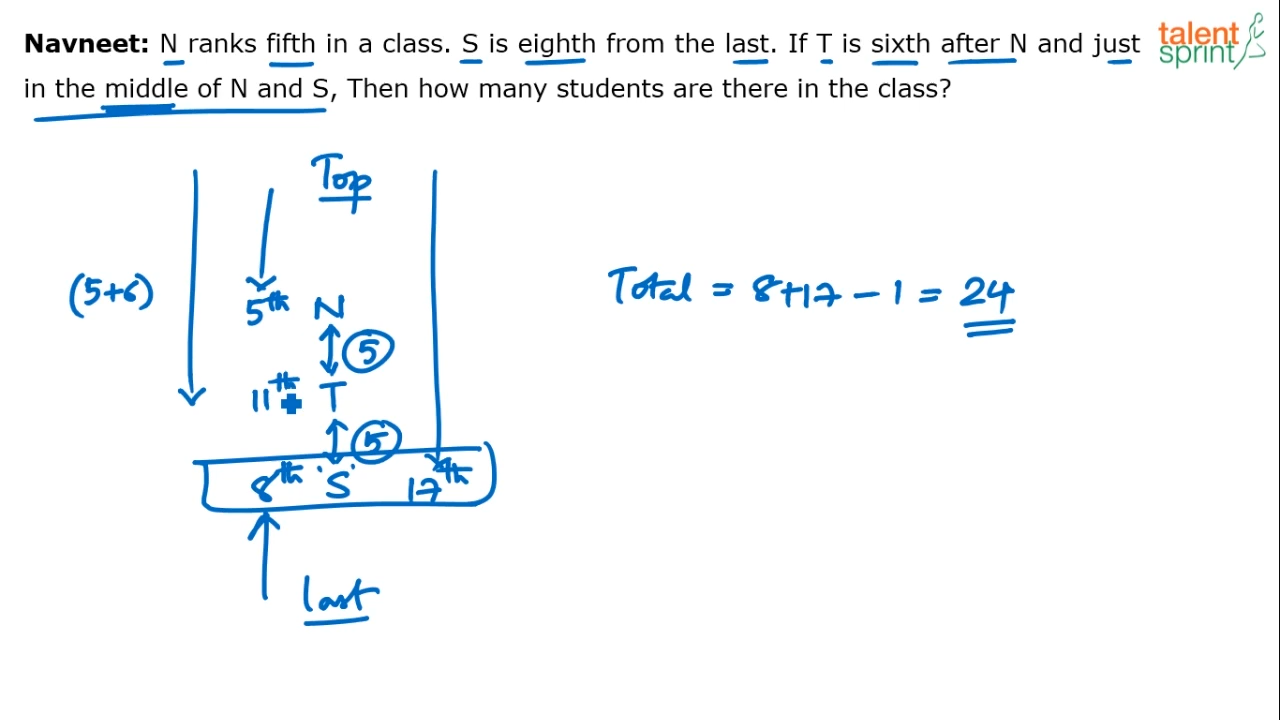 Navneet: N ranks fifth in a class. S is eighth from the last. If T is sixth after N and just
in the middle of N and S, Then how many students are there in the class?
talent
sprint
Top
(5+6)
5th N
5
11th T
5
8th 'S' 17th
last
Total = 8+17-1 = 24